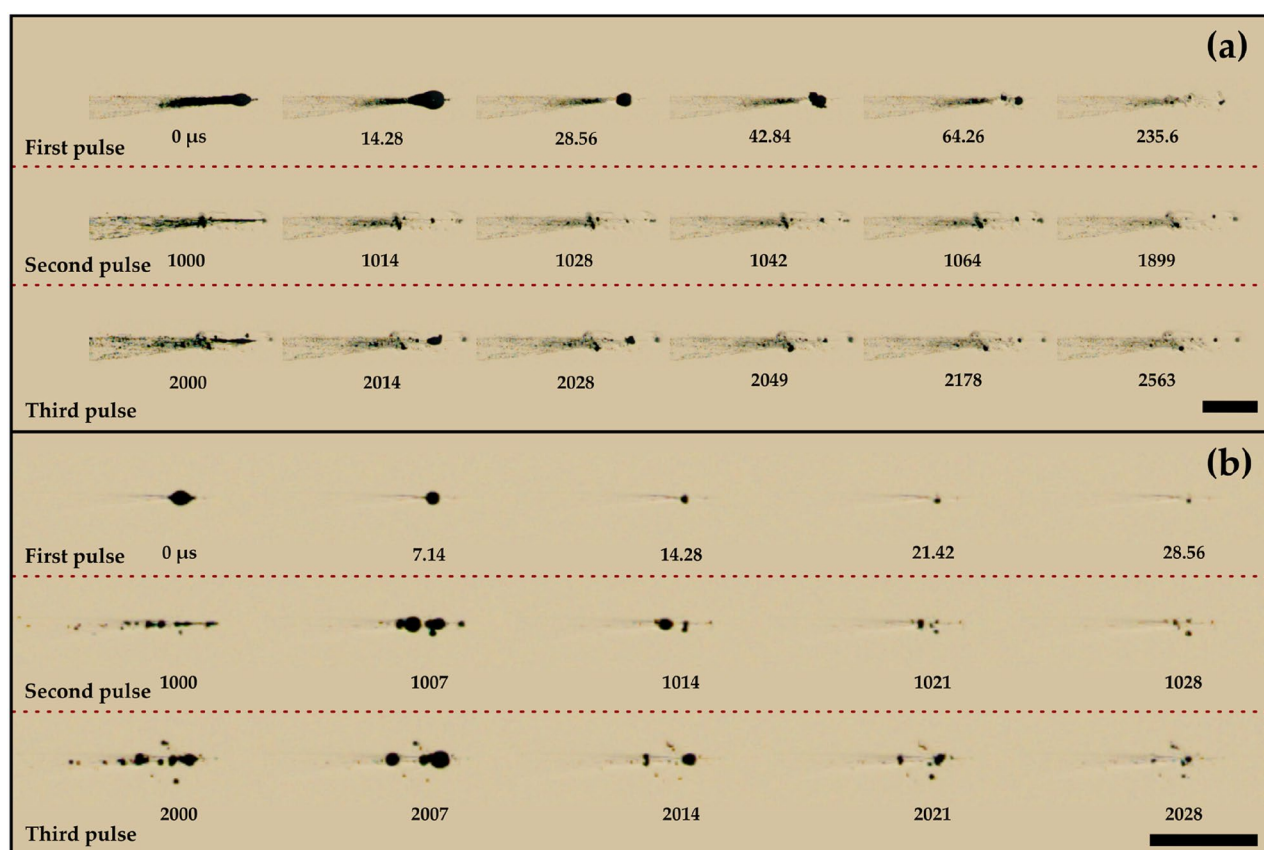 (a)
0 µs 14.28 28.56 42.84 64.26 235.6
First pulse
Second pulse 1000 1014 1028 1042 1064 1899
2000 2014 2028 2049 2178 2563
Third pulse
(b)
First pulse 0 µs 7.14 14.28 21.42 28.56
Second pulse 1000 1007 1014 1021 1028
2000 2007 2014 2021 2028
Third pulse